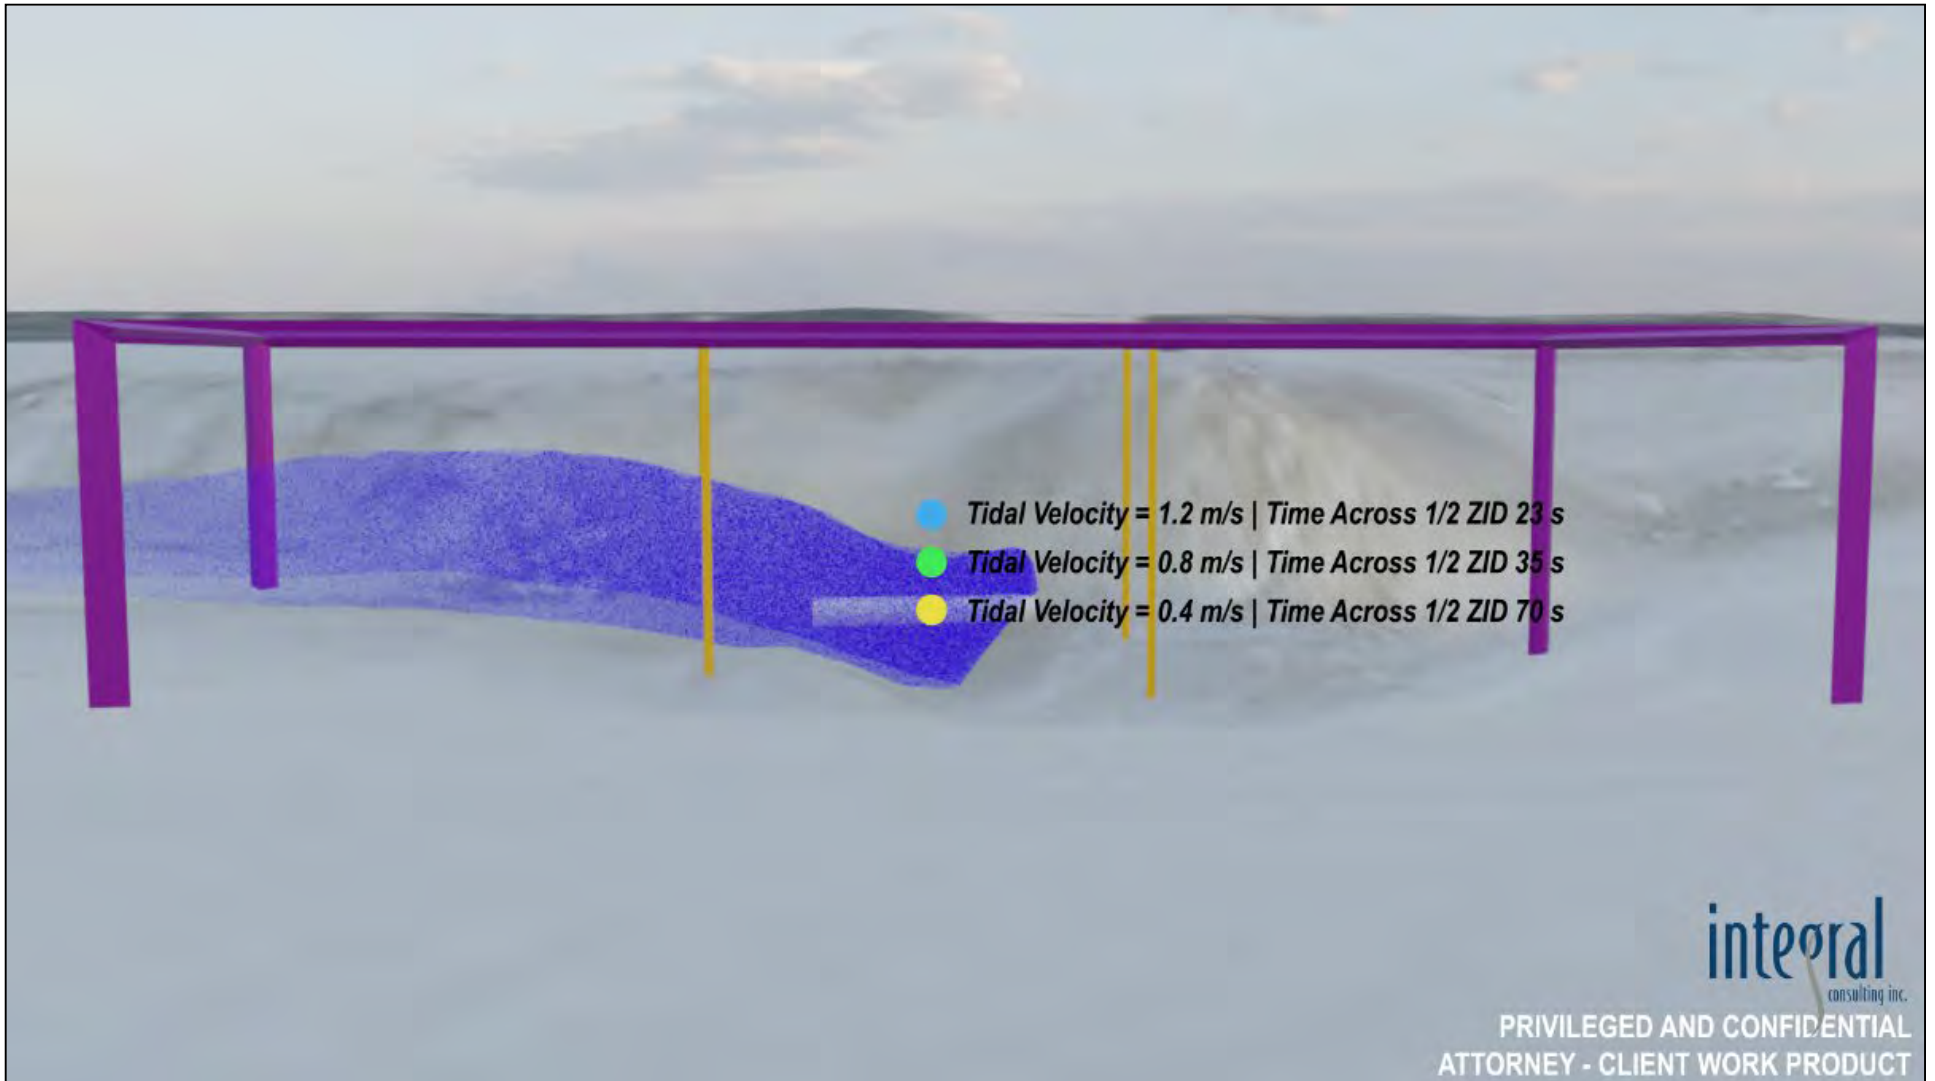 Tidal Velocity = 1.2 m/s | Time Across 1/2 ZID 23 s
Tidal Velocity = 0.8 m/s | Time Across 1/2 ZID 35 s
Tidal Velocity = 0.4 m/s | Time Across 1/2 ZID 70 s
integral
consulting inc.
PRIVILEGED AND CONFIDENTIAL
ATTORNEY - CLIENT WORK PRODUCT